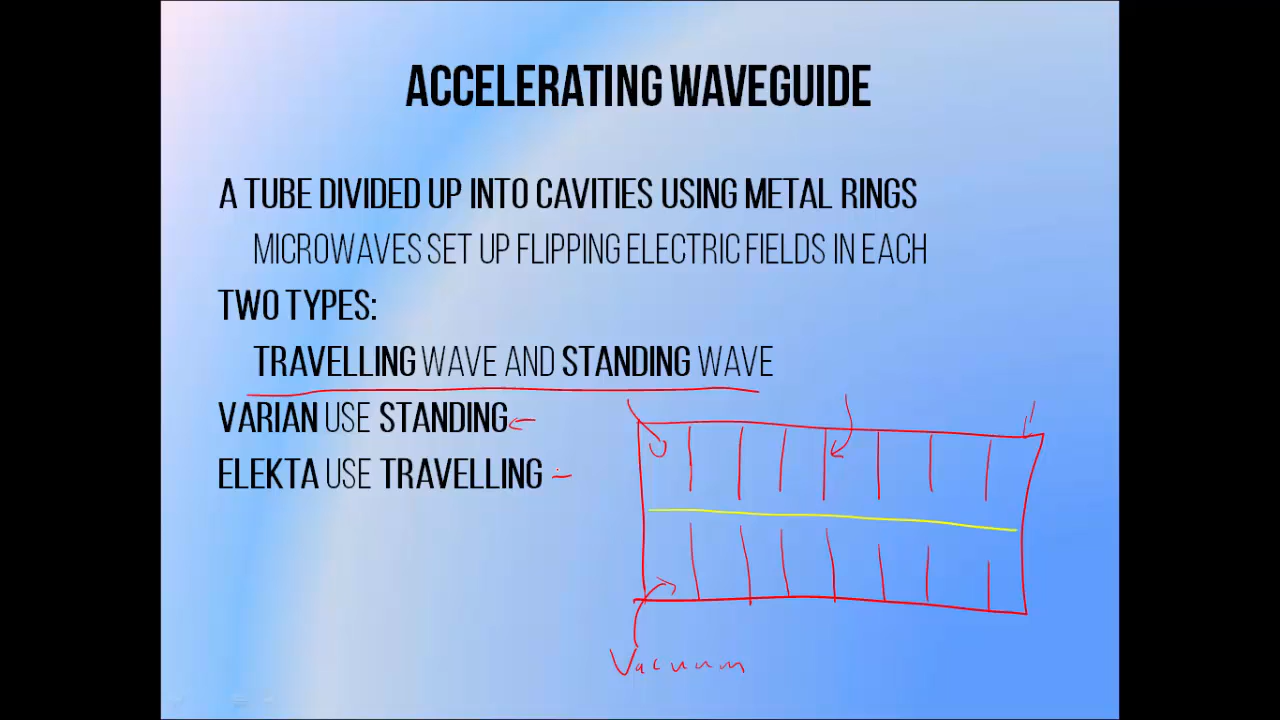 ACCELERATING WAVEGUIDE
A TUBE DIVIDED UP INTO CAVITIES USING METAL RINGS
MICROWAVES SET UP FLIPPING ELECTRIC FIELDS IN EACH
TWO TYPES:
TRAVELLING WAVE AND STANDING WAVE
VARIAN USE STANDING
ELEKTA USE TRAVELLING
Vacuum